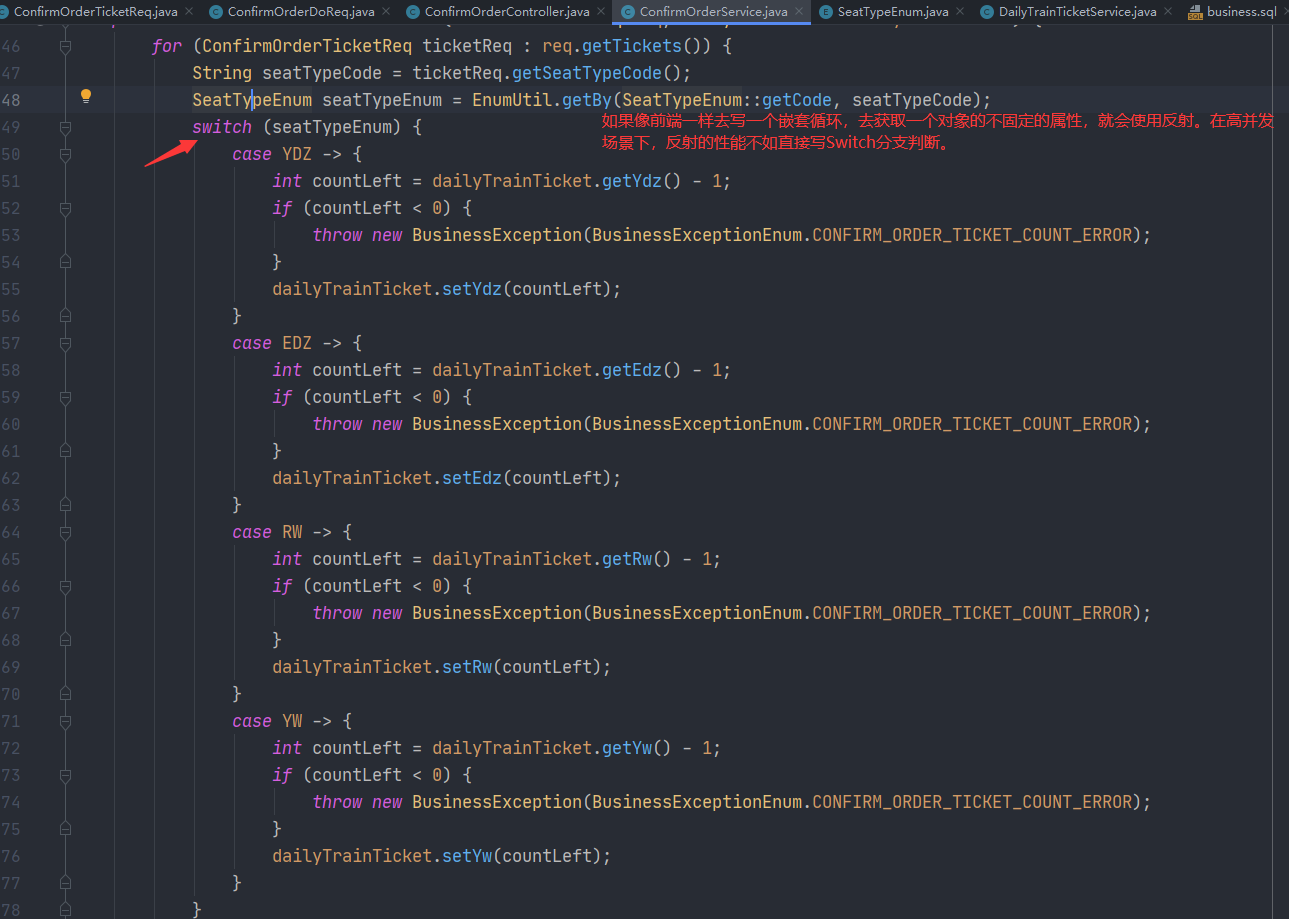 ConfirmOrderTicketReq.java ConfirmOrderDoReq.java ConfirmOrderController.java ConfirmOrderService.java SeatTypeEnum.java DailyTrainTicketService.java business.sql
46 for (ConfirmOrderTicketReq ticketReq : req.getTickets()) {
47 String seatTypeCode = ticketReq.getSeatTypeCode();
48 SeatTypeEnum seatTypeEnum = EnumUtil.getBy(SeatTypeEnum::getCode, seatTypeCode);
49 switch (seatTypeEnum) {
如果像前端一样去写一个嵌套循环，去获取一个对象的不固定的属性，就会使用反射。在高并发
场景下，反射的性能不如直接写Switch分支判断。
50 case YDZ -> {
51 int countLeft = dailyTrainTicket.getYdz() - 1;
52 if (countLeft < 0) {
53 throw new BusinessException(BusinessExceptionEnum.CONFIRM_ORDER_TICKET_COUNT_ERROR);
54 }
55 dailyTrainTicket.setYdz(countLeft);
56 }
57 case EDZ -> {
58 int countLeft = dailyTrainTicket.getEdz() - 1;
59 if (countLeft < 0) {
60 throw new BusinessException(BusinessExceptionEnum.CONFIRM_ORDER_TICKET_COUNT_ERROR);
61 }
62 dailyTrainTicket.setEdz(countLeft);
63 }
64 case RW -> {
65 int countLeft = dailyTrainTicket.getRw() - 1;
66 if (countLeft < 0) {
67 throw new BusinessException(BusinessExceptionEnum.CONFIRM_ORDER_TICKET_COUNT_ERROR);
68 }
69 dailyTrainTicket.setRw(countLeft);
70 }
71 case YW -> {
72 int countLeft = dailyTrainTicket.getYw() - 1;
73 if (countLeft < 0) {
74 throw new BusinessException(BusinessExceptionEnum.CONFIRM_ORDER_TICKET_COUNT_ERROR);
75 }
76 dailyTrainTicket.setYw(countLeft);
77 }
78 }